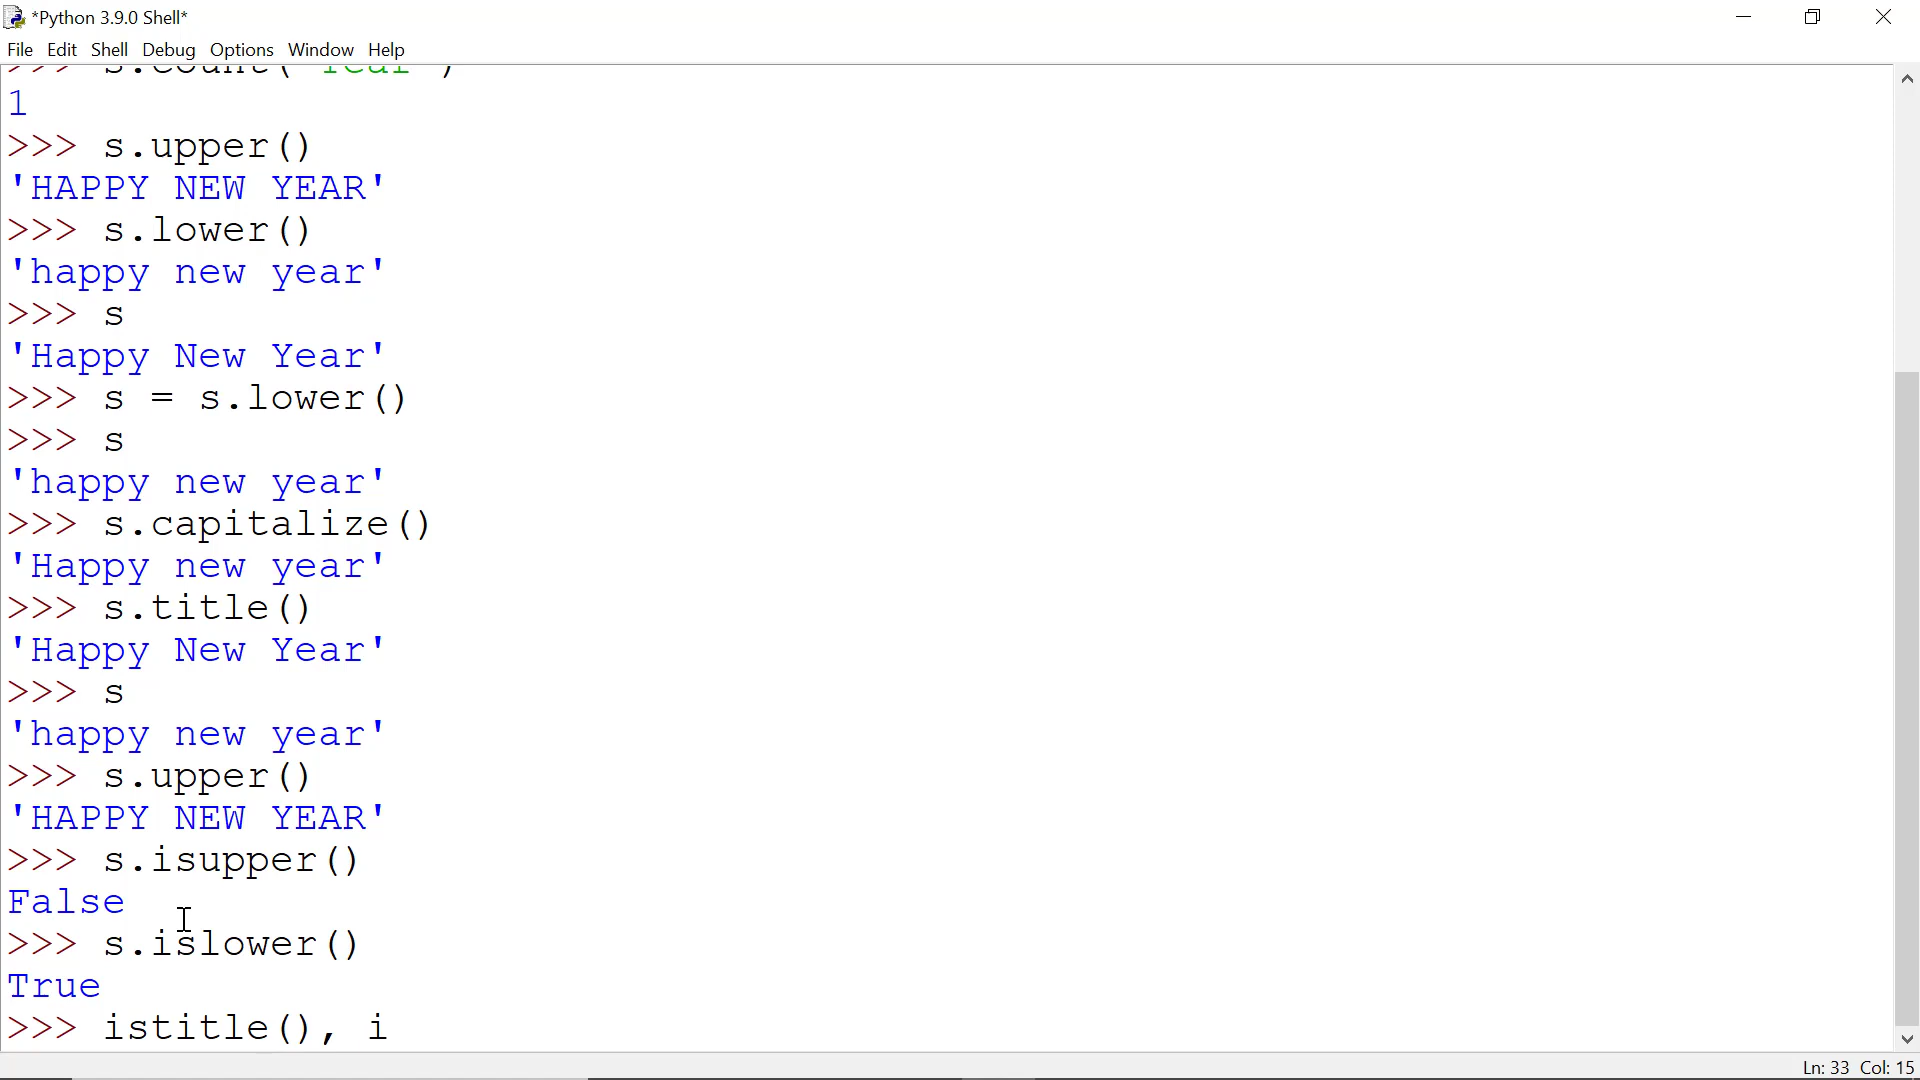 *Python 3.9.0 Shell*
File Edit Shell Debug Options Window Help
>>> s.count('Year')
1
>>> s.upper()
'HAPPY NEW YEAR'
>>> s.lower()
'happy new year'
>>> s
'Happy New Year'
>>> s = s.lower()
>>> s
'happy new year'
>>> s.capitalize()
'Happy new year'
>>> s.title()
'Happy New Year'
>>> s
'happy new year'
>>> s.upper()
'HAPPY NEW YEAR'
>>> s.isupper()
False
>>> s.islower()
True
>>> istitle(), i
Ln: 33 Col: 15